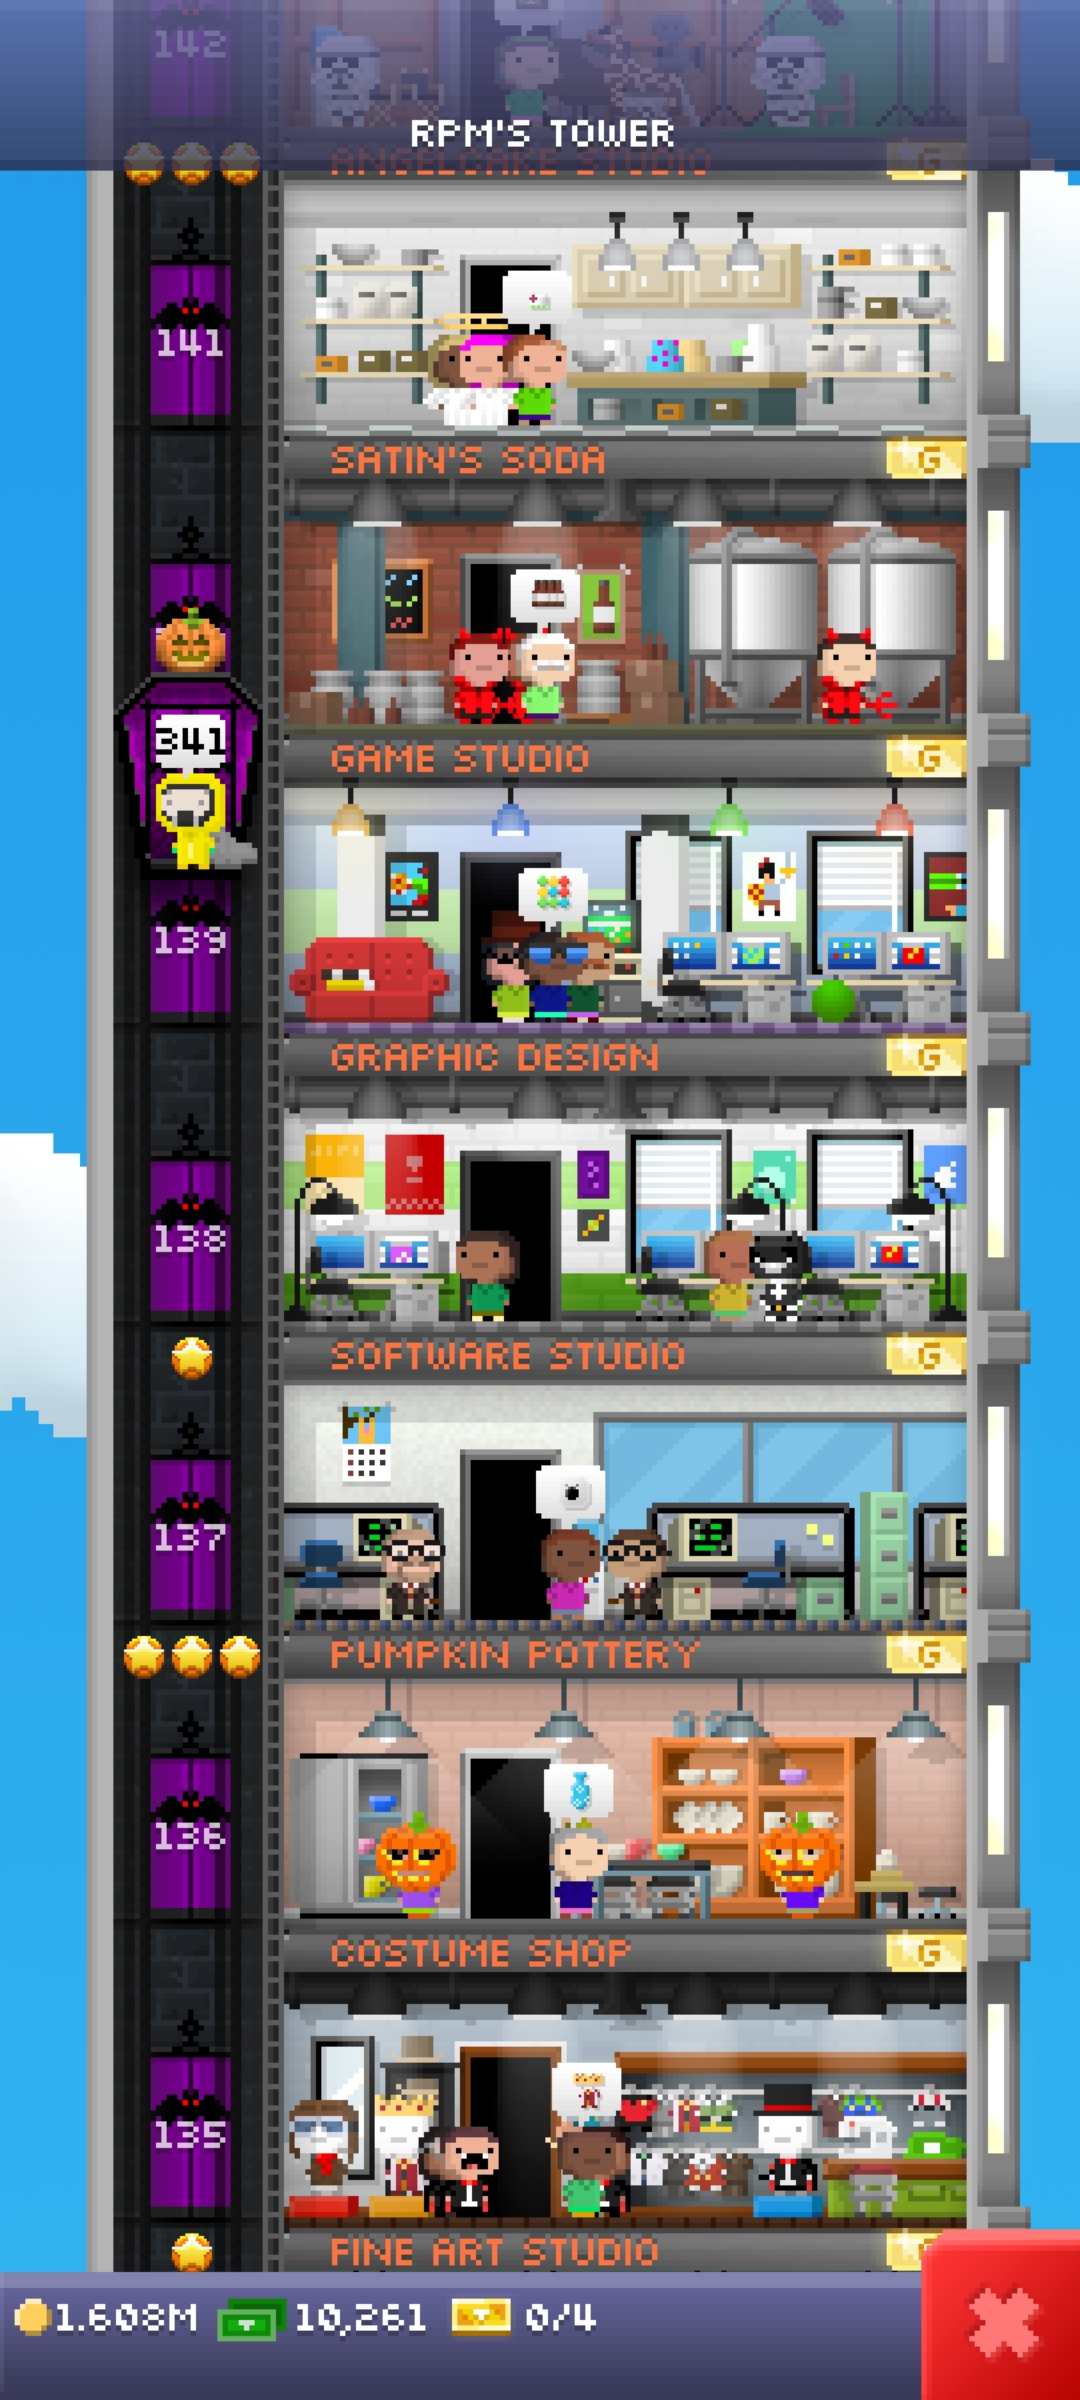 142
RPM'S TOWER
ANGELCAKE STUDIO G
141
SATIN'S SODA G
341
GAME STUDIO G
139
GRAPHIC DESIGN G
138
SOFTWARE STUDIO G
137
PUMPKIN POTTERY G
136
COSTUME SHOP G
135
FINE ART STUDIO
1.608M 10,261 0/4